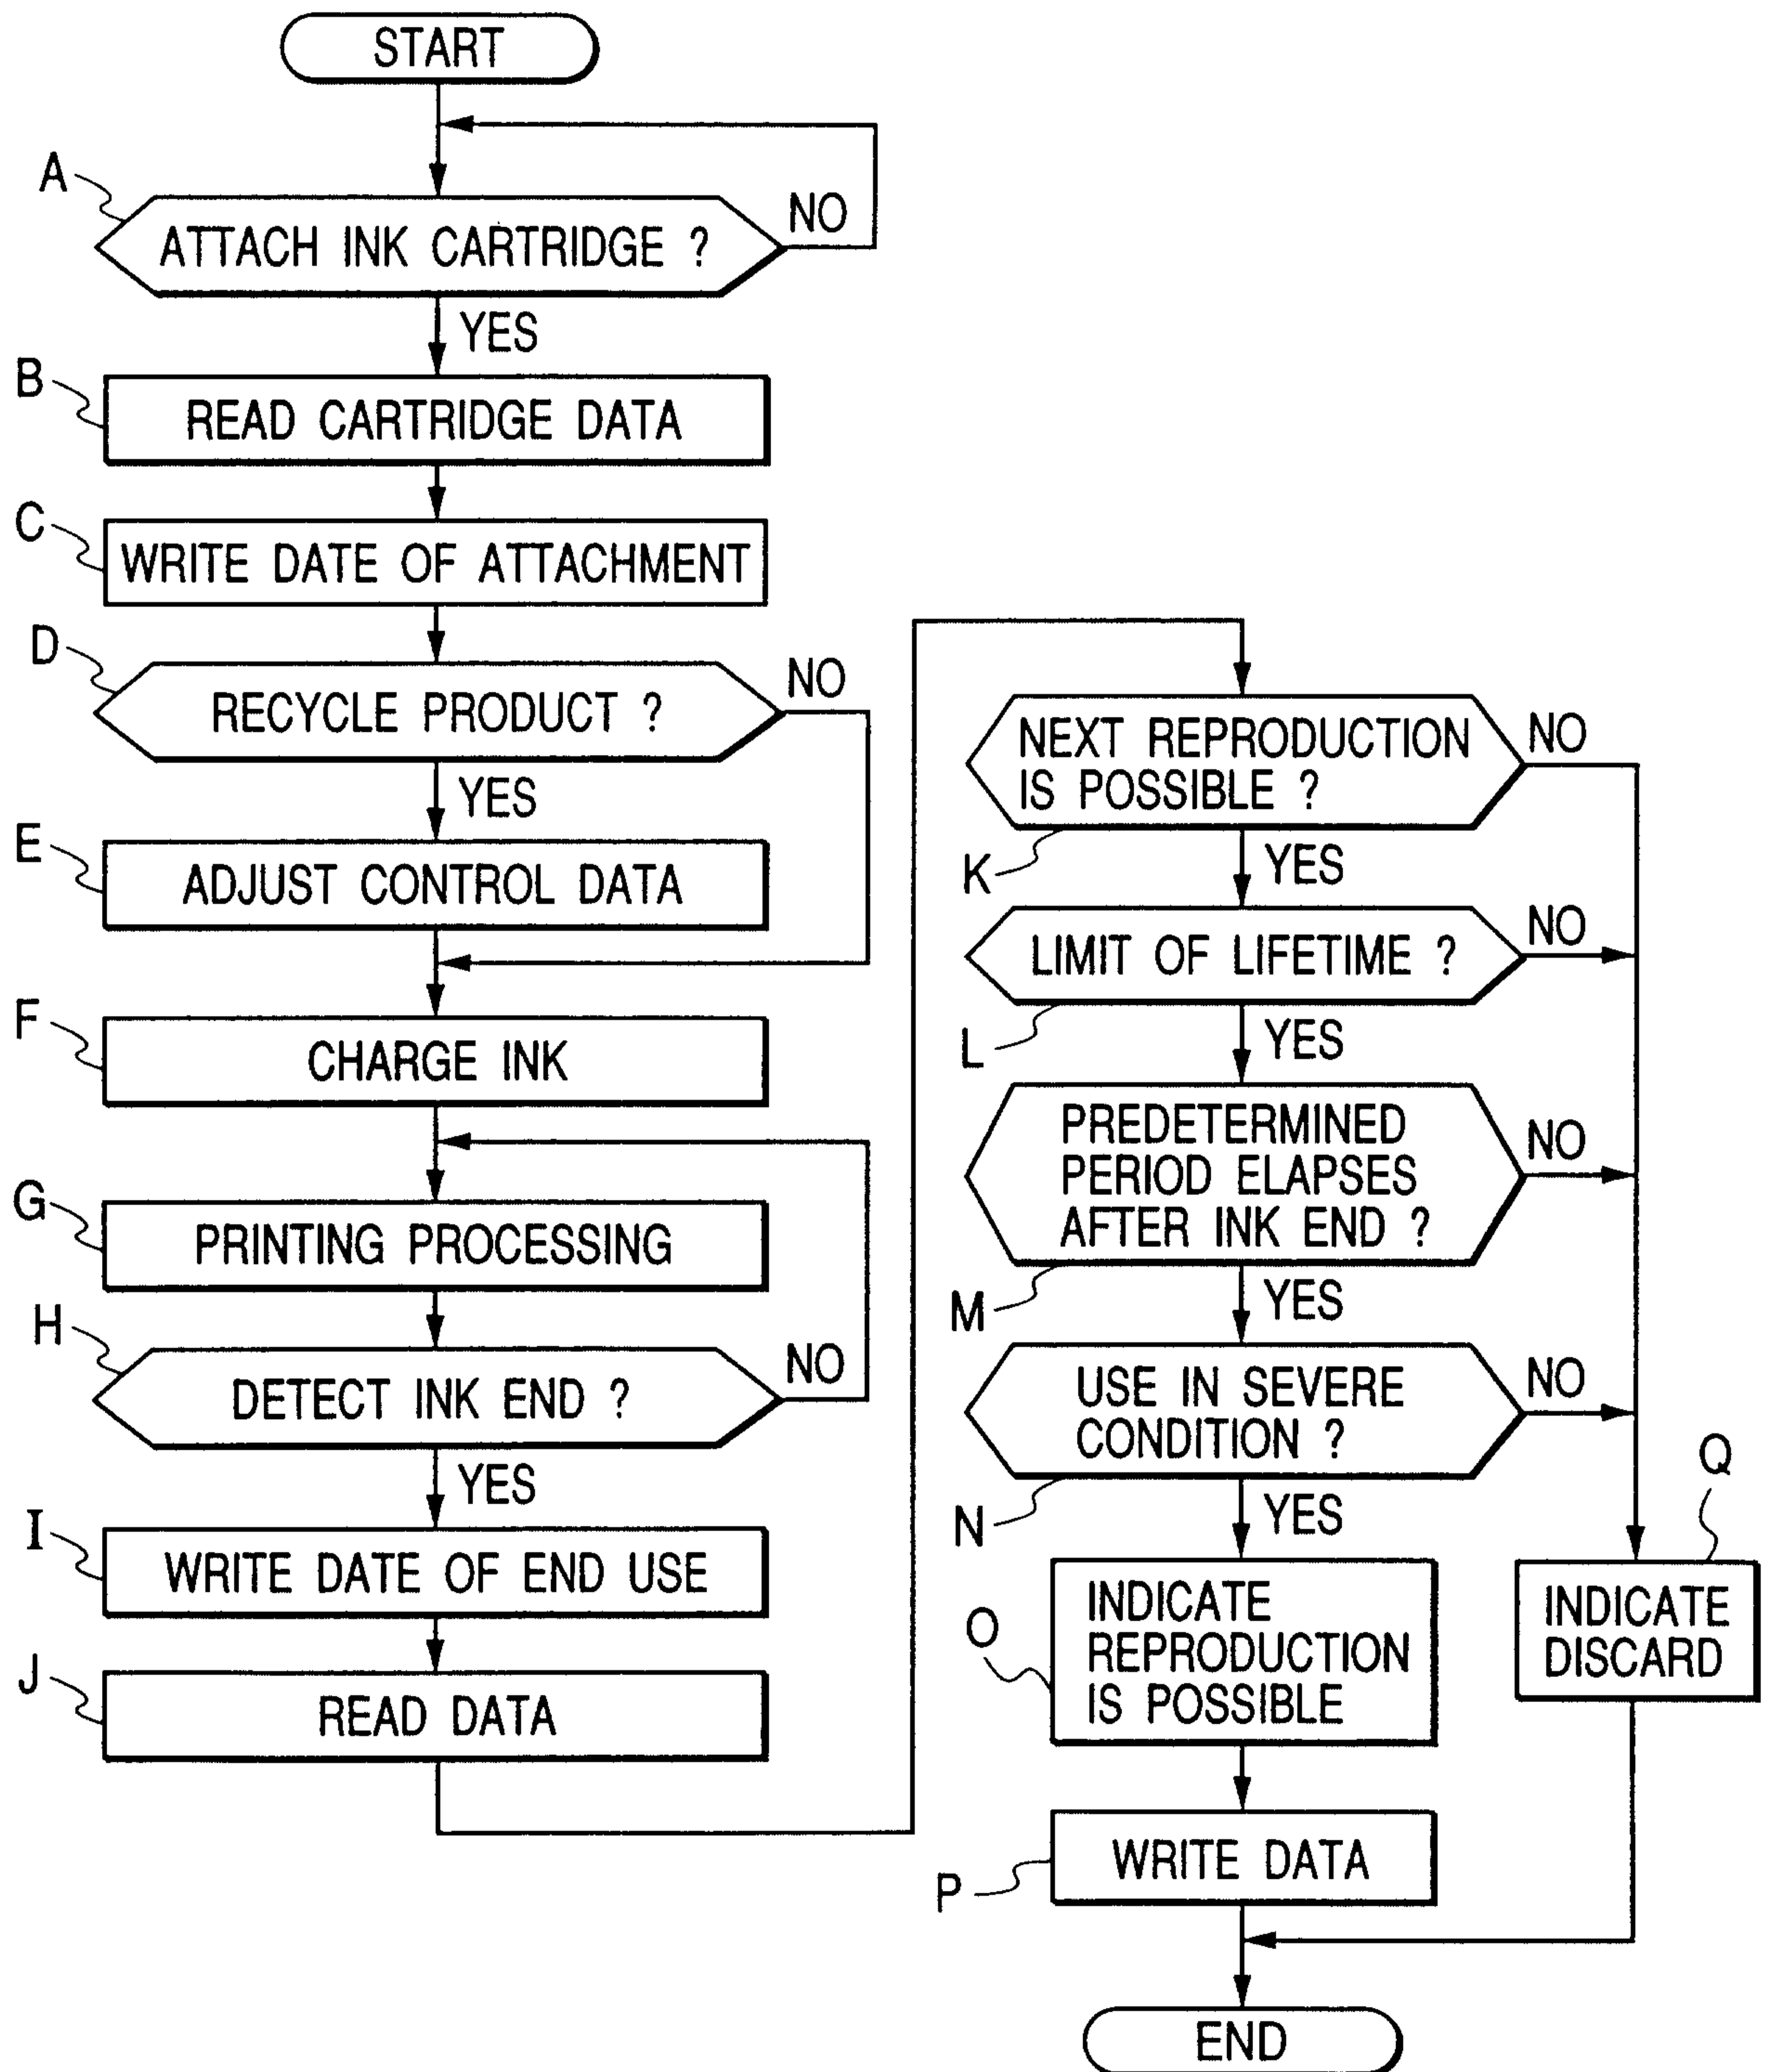 START
A
ATTACH INK CARTRIDGE ?
NO
YES
B
READ CARTRIDGE DATA
C
WRITE DATE OF ATTACHMENT
D
RECYCLE PRODUCT ?
NO
YES
E
ADJUST CONTROL DATA
F
CHARGE INK
G
PRINTING PROCESSING
H
DETECT INK END ?
NO
YES
I
WRITE DATE OF END USE
J
READ DATA
NEXT REPRODUCTION
IS POSSIBLE ?
NO
K
YES
LIMIT OF LIFETIME ?
NO
L
YES
PREDETERMINED
PERIOD ELAPSES
AFTER INK END ?
NO
M
YES
USE IN SEVERE
CONDITION ?
NO
N
YES
O
INDICATE
REPRODUCTION
IS POSSIBLE
Q
INDICATE
DISCARD
P
WRITE DATA
END